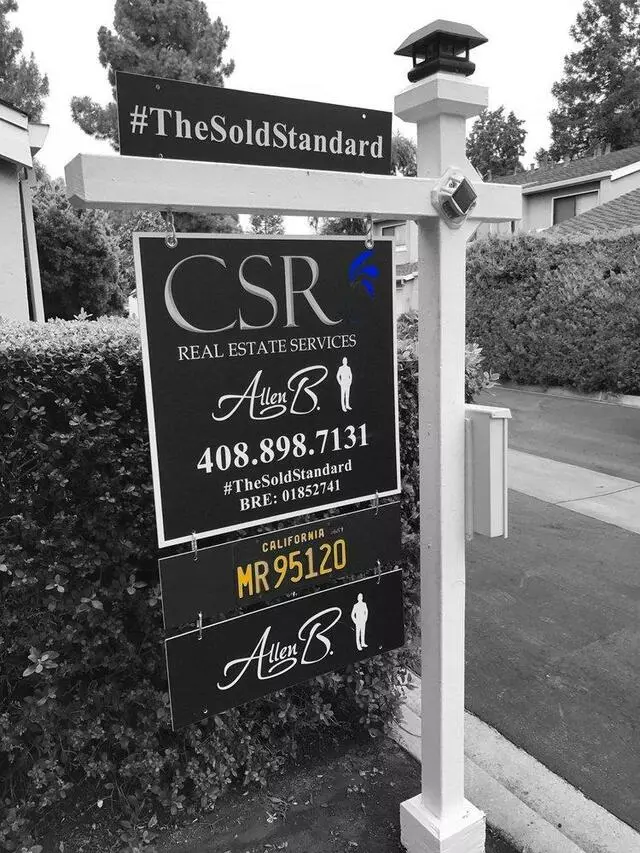 #TheSoldStandard
CSR
REAL ESTATE SERVICES
Allen B.
408.898.7131
#TheSoldStandard
BRE: 01852741
CALIFORNIA
MR95120
Allen B.